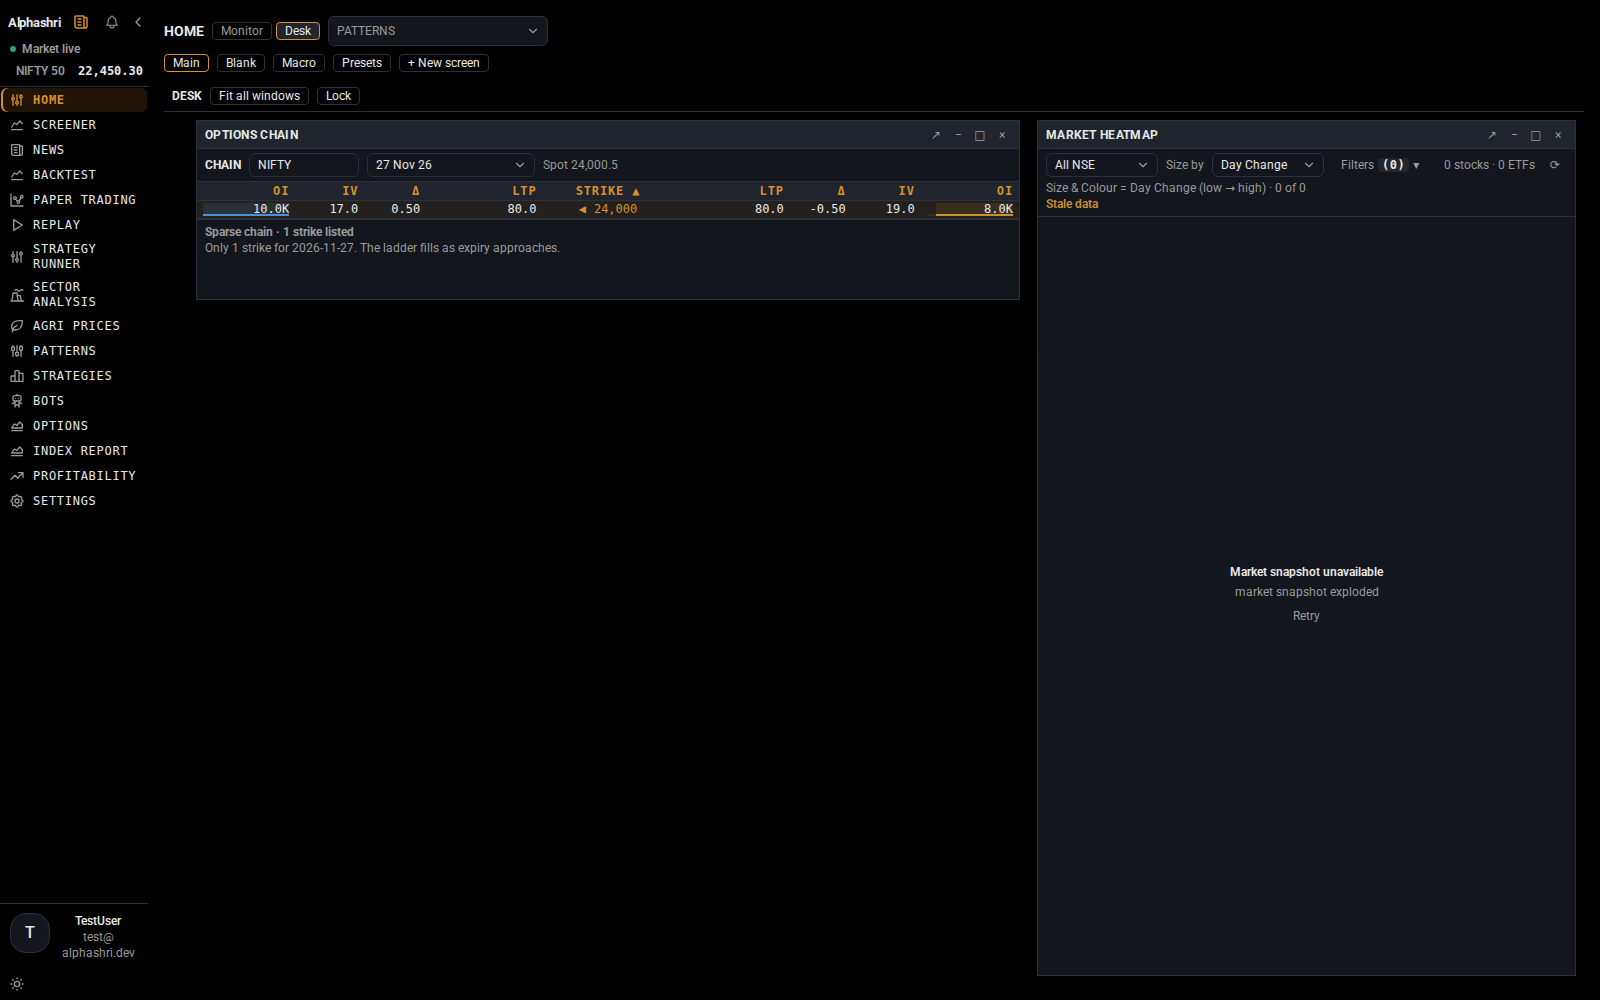 Alphashri
Market live
NIFTY 50 22,450.30
HOME
SCREENER
NEWS
BACKTEST
PAPER TRADING
REPLAY
STRATEGY
RUNNER
SECTOR
ANALYSIS
AGRI PRICES
PATTERNS
STRATEGIES
BOTS
OPTIONS
INDEX REPORT
PROFITABILITY
SETTINGS
T
TestUser
test@
alphashri.dev
HOME Monitor Desk PATTERNS
Main Blank Macro Presets + New screen
DESK Fit all windows Lock
OPTIONS CHAIN ↗ − □ ×
CHAIN NIFTY 27 Nov 26 Spot 24,000.5
OI IV Δ LTP STRIKE ▲ LTP Δ IV OI
10.0K 17.0 0.50 80.0 ◀ 24,000 80.0 -0.50 19.0 8.0K
Sparse chain · 1 strike listed
Only 1 strike for 2026-11-27. The ladder fills as expiry approaches.
MARKET HEATMAP ↗ − □ ×
All NSE Size by Day Change Filters (0) ▾ 0 stocks · 0 ETFs ⟳
Size & Colour = Day Change (low → high) · 0 of 0
Stale data
Market snapshot unavailable
market snapshot exploded
Retry